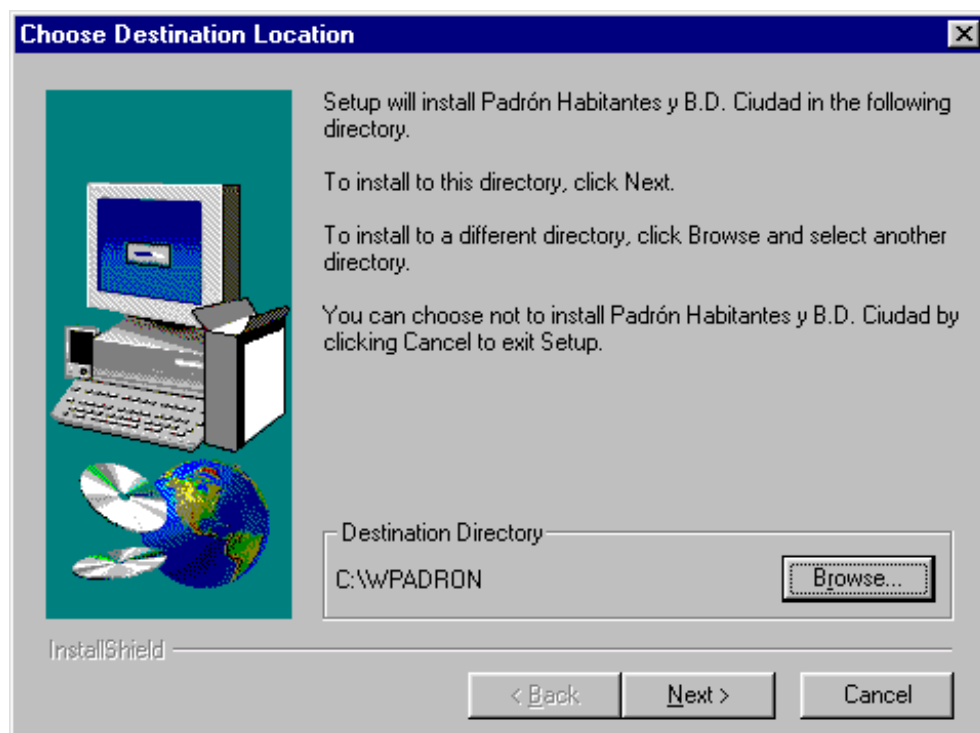 Choose Destination Location
Setup will install Padrón Habitantes y B.D. Ciudad in the following
directory.
To install to this directory, click Next.
To install to a different directory, click Browse and select another
directory.
You can choose not to install Padrón Habitantes y B.D. Ciudad by
clicking Cancel to exit Setup.
Destination Directory
C:\WPADRON
Browse...
InstallShield
< Back
Next >
Cancel